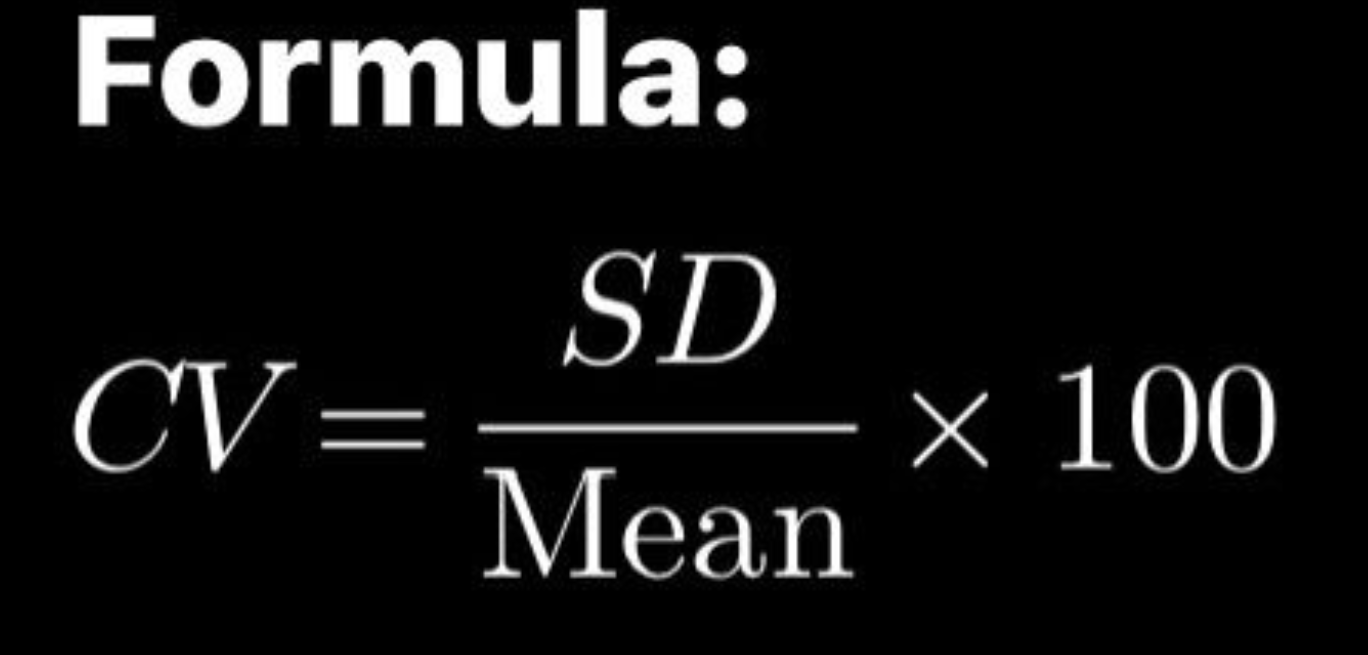 Formula:
CV = SD / Mean × 100